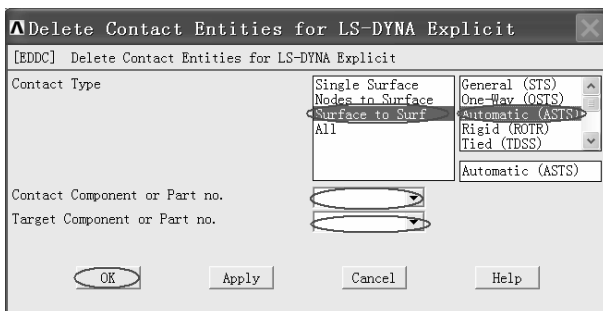 ΛDelete Contact Entities for LS-DYNA Explicit
[EDDC] Delete Contact Entities for LS-DYNA Explicit
Contact Type
Single Surface
Nodes to Surface
Surface to Surf
All
General (STS)
One-Way (OSTS)
Automatic (ASTS)
Rigid (ROTR)
Tied (TDSS)
Automatic (ASTS)
Contact Component or Part no.
Target Component or Part no.
OK Apply Cancel Help